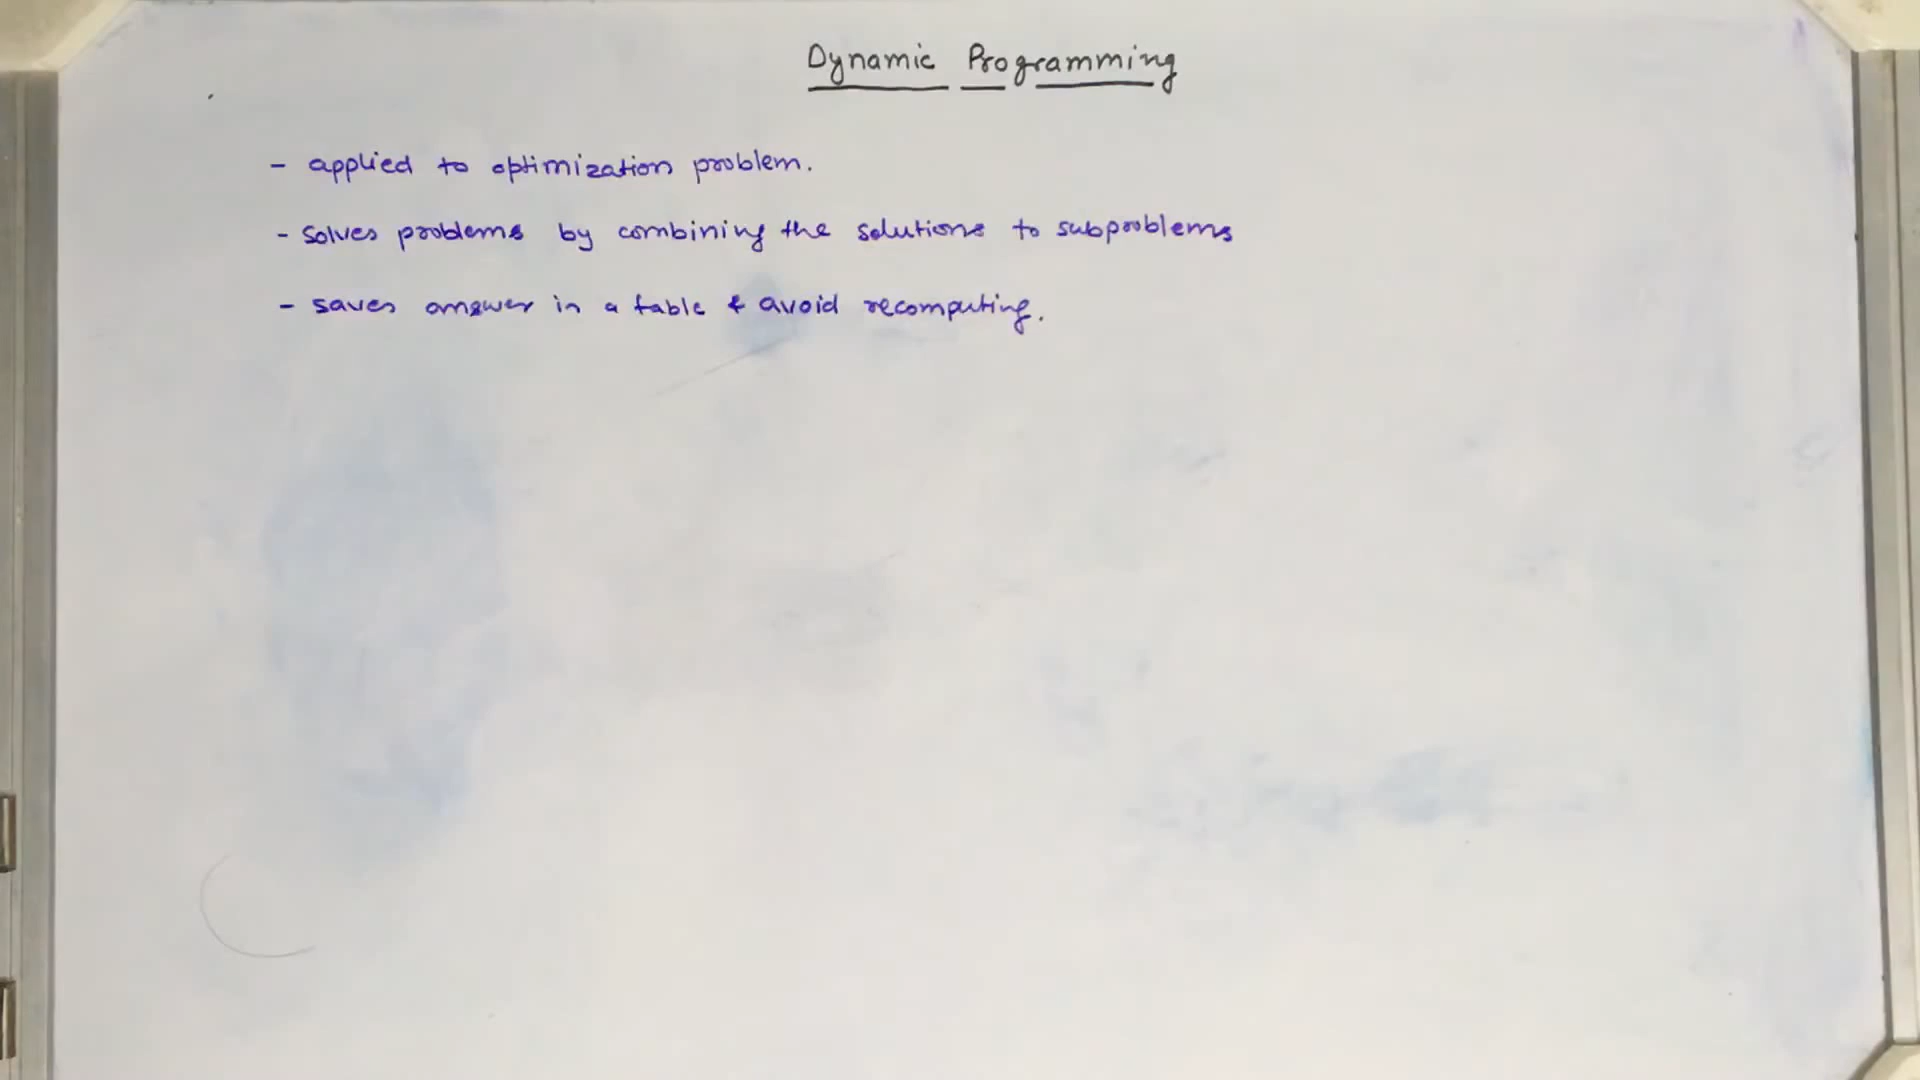 Dynamic Programming
- applied to optimization problem.
- solves problems by combining the solutions to subproblems
- saves answer in a table & avoid recomputing.